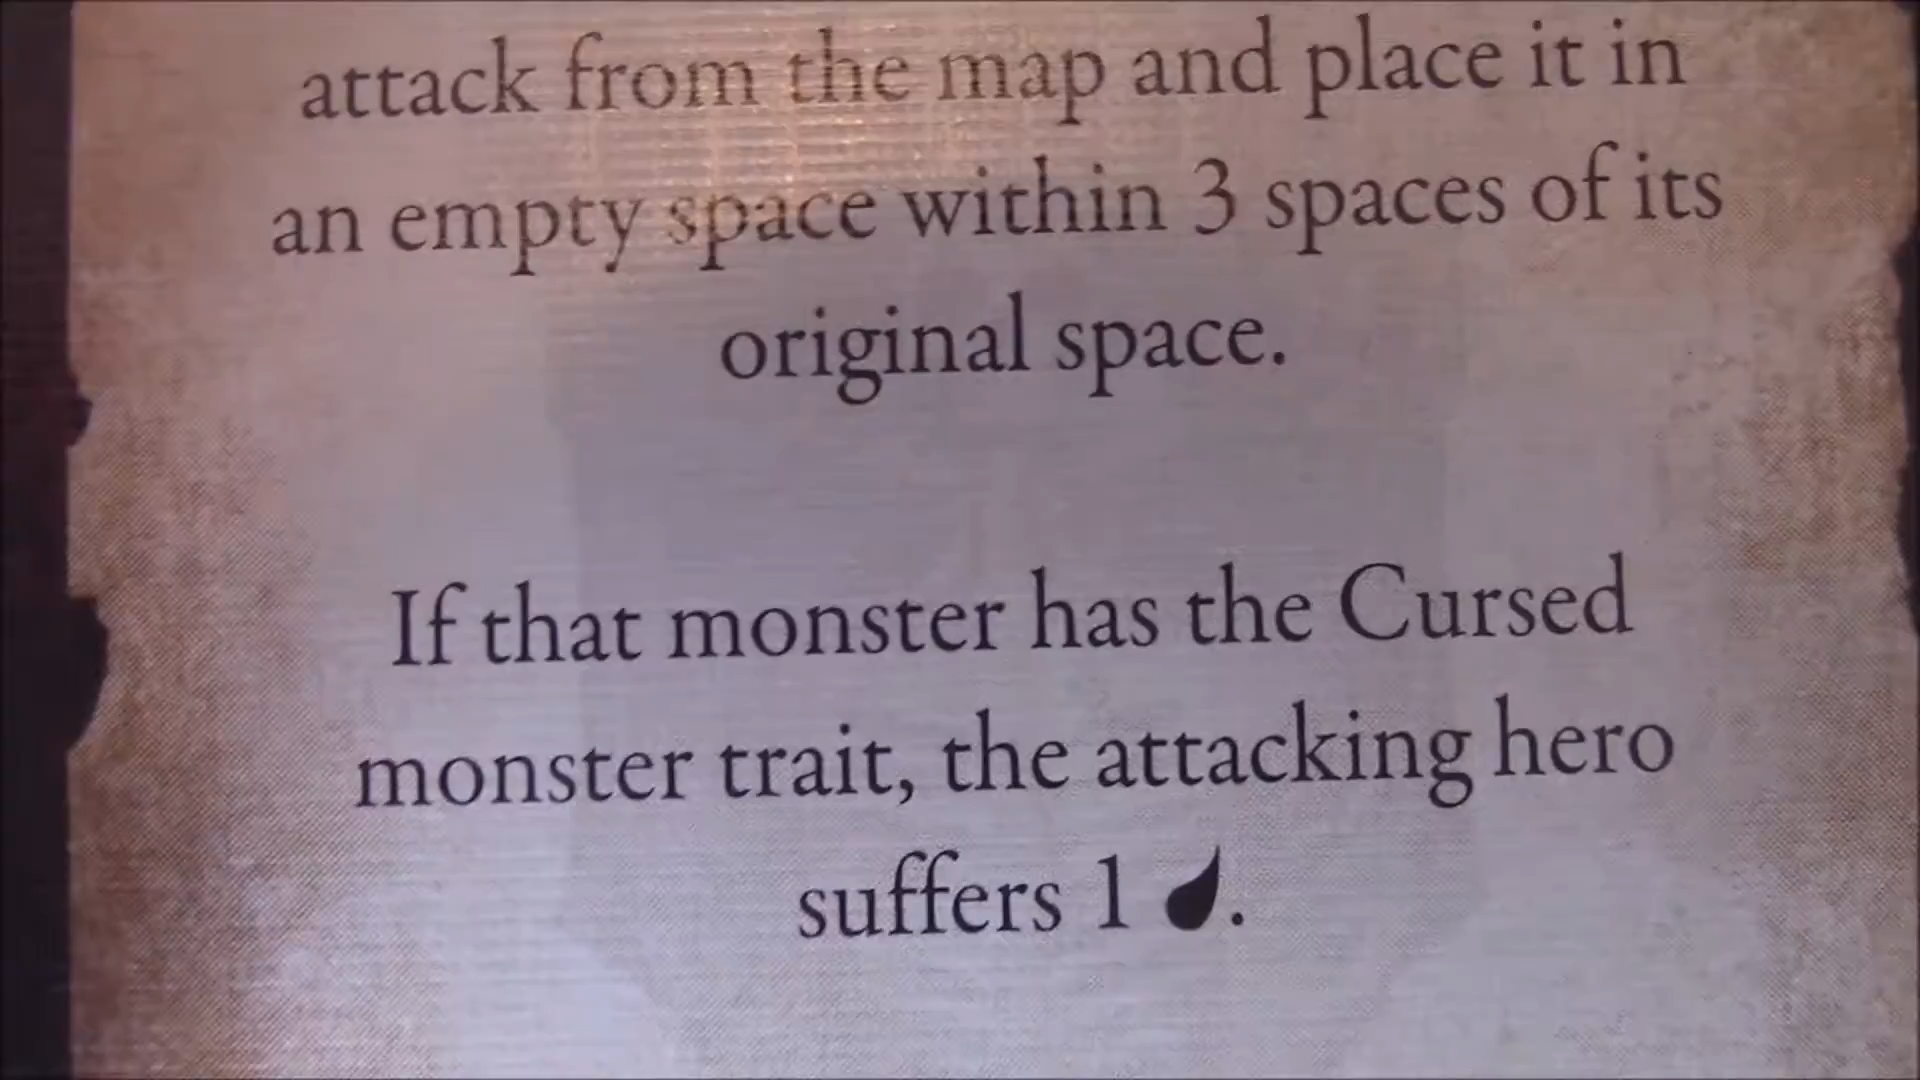 attack from the map and place it in
an empty space within 3 spaces of its
original space.
If that monster has the Cursed
monster trait, the attacking hero
suffers 1 .